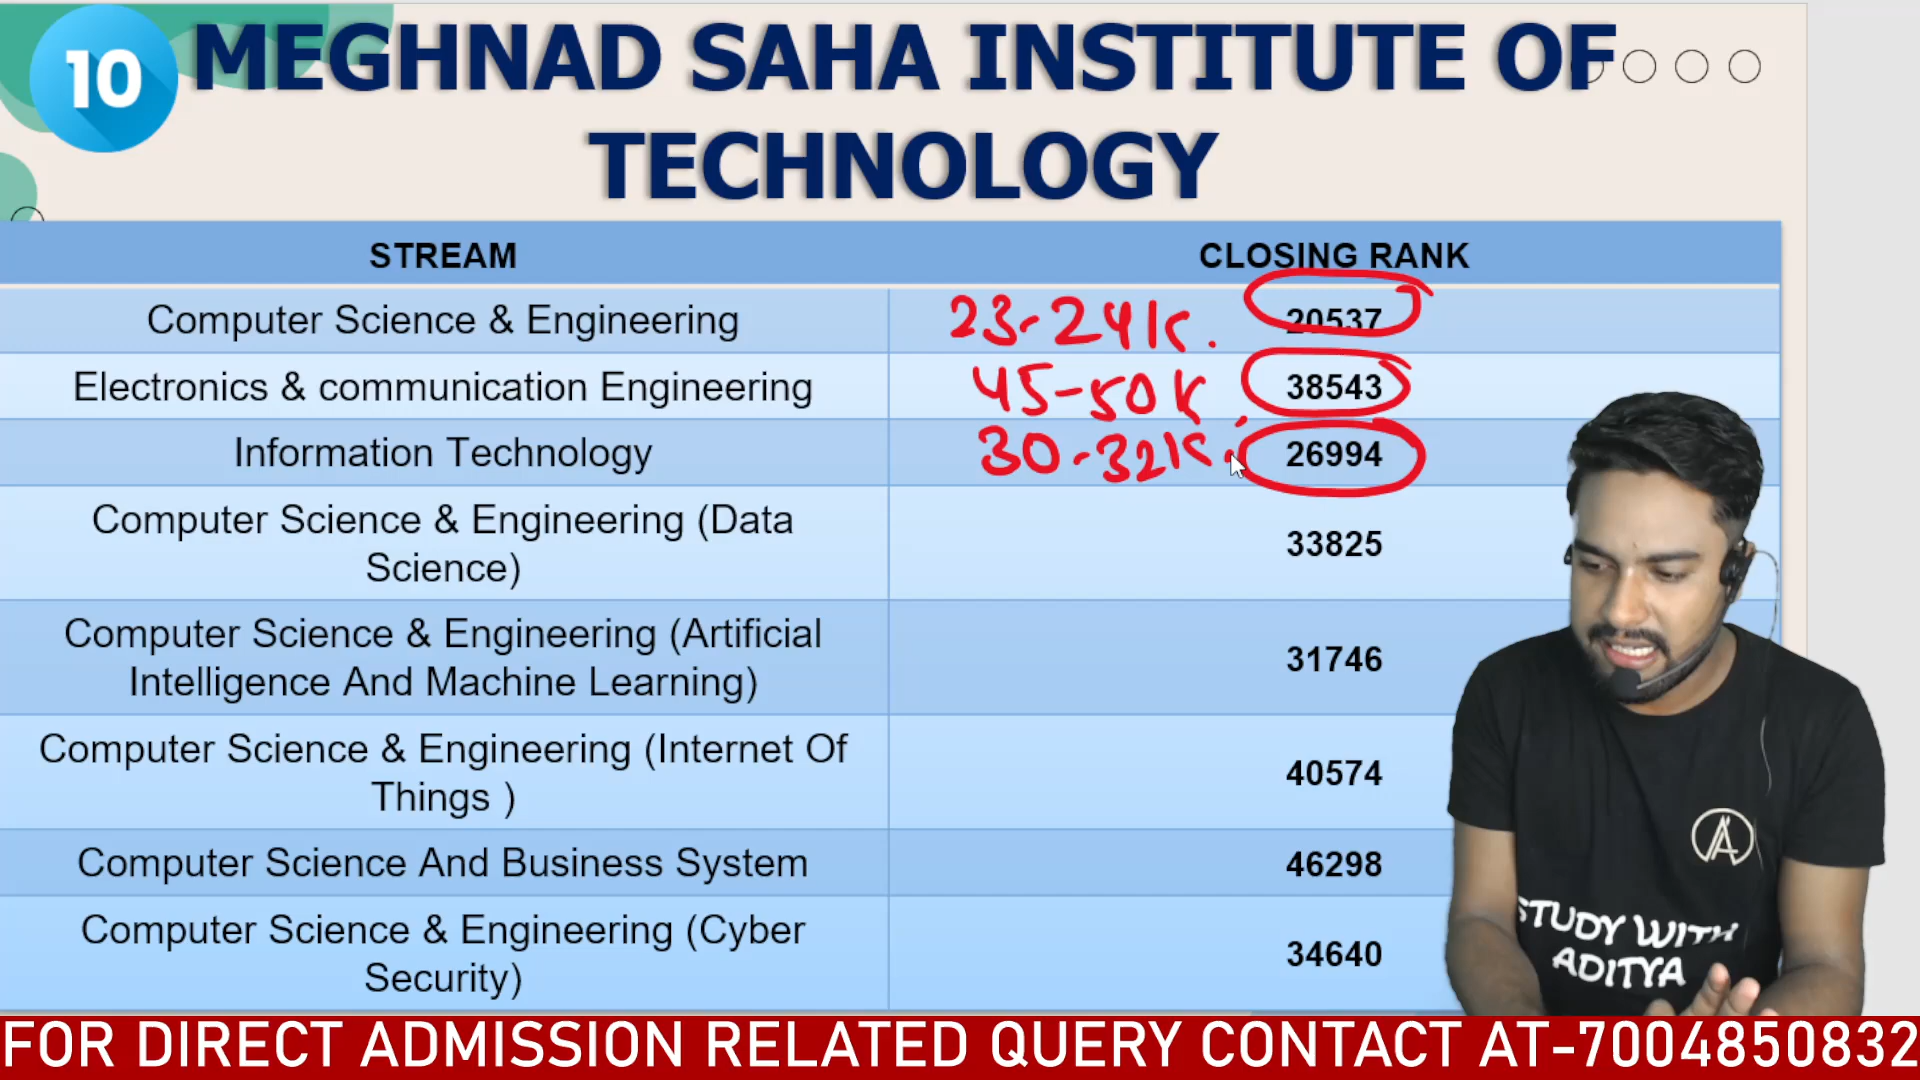 10
MEGHNAD SAHA INSTITUTE OF
TECHNOLOGY
STREAM CLOSING RANK
Computer Science & Engineering 23-24K. 20537
Electronics & communication Engineering 45-50K. 38543
Information Technology 30-32K. 26994
Computer Science & Engineering (Data
Science) 33825
Computer Science & Engineering (Artificial
Intelligence And Machine Learning) 31746
Computer Science & Engineering (Internet Of
Things ) 40574
Computer Science And Business System 46298
Computer Science & Engineering (Cyber
Security) 34640
STUDY WITH
ADITYA
FOR DIRECT ADMISSION RELATED QUERY CONTACT AT-7004850832